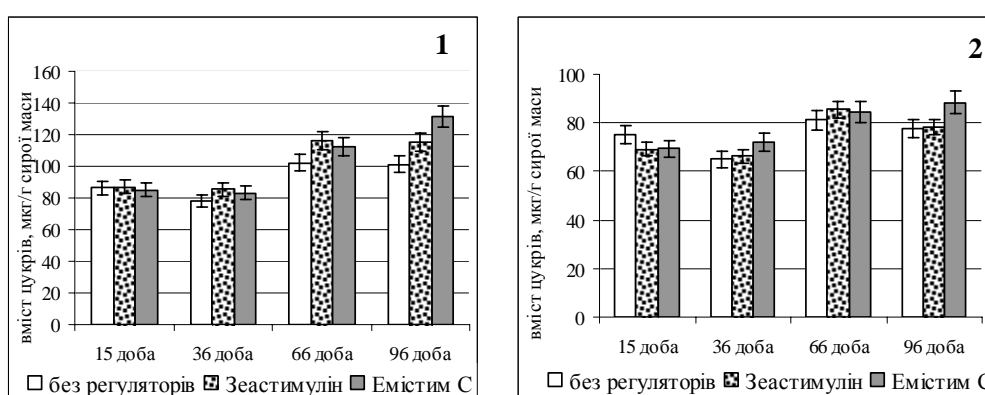 1
вміст цукрів, мкг/г сирої маси
160
140
120
100
80
60
40
20
0
15 доба 36 доба 66 доба 96 доба
без регуляторів Зеастимулін Емістим С
2
вміст цукрів, мкг/г сирої маси
100
80
60
40
20
0
15 доба 36 доба 66 доба 96 доба
без регуляторів Зеастимулін Емістим С